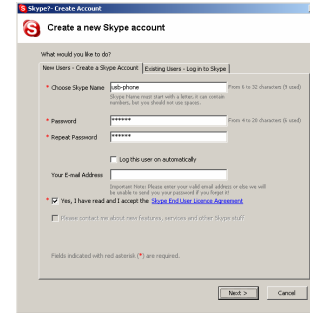 Skype? - Create Account
Create a new Skype account
What would you like to do?
New Users - Create a Skype Account
Existing Users - Log in to Skype
* Choose Skype Name
usb-phone
From 6 to 32 characters (9 used)
Skype Name must start with a letter, it can contain
numbers, but you should not use spaces.
* Password
******
From 4 to 20 characters (6 used)
* Repeat Password
******
Log this user on automatically
Your E-mail Address
Important Note: Please enter your valid email address or else we will
be unable to send you your password if you forget it!
* Yes, I have read and I accept the Skype End User Licence Agreement
Please contact me about new features, services and other Skype stuff
Fields indicated with red asterisk (*) are required.
Next >
Cancel